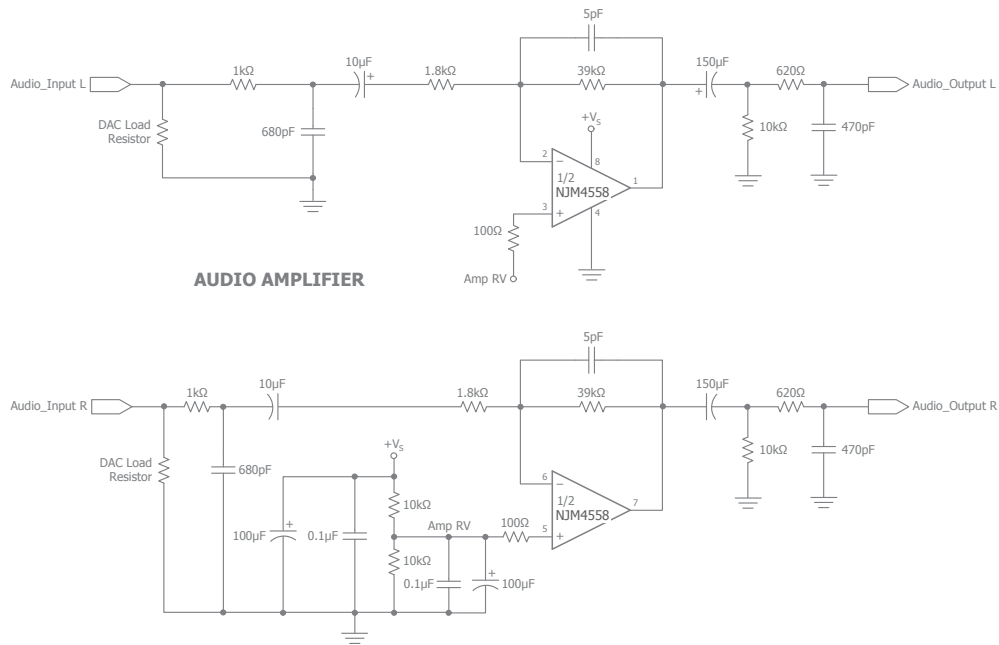 5pF
10µF
150µF
1kΩ
1.8kΩ
39kΩ
620Ω
Audio_Input L
+
+
Audio_Output L
+VS
DAC Load
Resistor
680pF
10kΩ
470pF
2
−
8
1/2
NJM4558
1
3
+
4
100Ω
Amp RV
AUDIO AMPLIFIER
5pF
10µF
150µF
1kΩ
1.8kΩ
39kΩ
620Ω
Audio_Input R
Audio_Output R
+VS
DAC Load
Resistor
680pF
10kΩ
470pF
6
−
10kΩ
1/2
NJM4558
7
+
Amp RV
100Ω
5
+
100µF
0.1µF
10kΩ
+
0.1µF
100µF